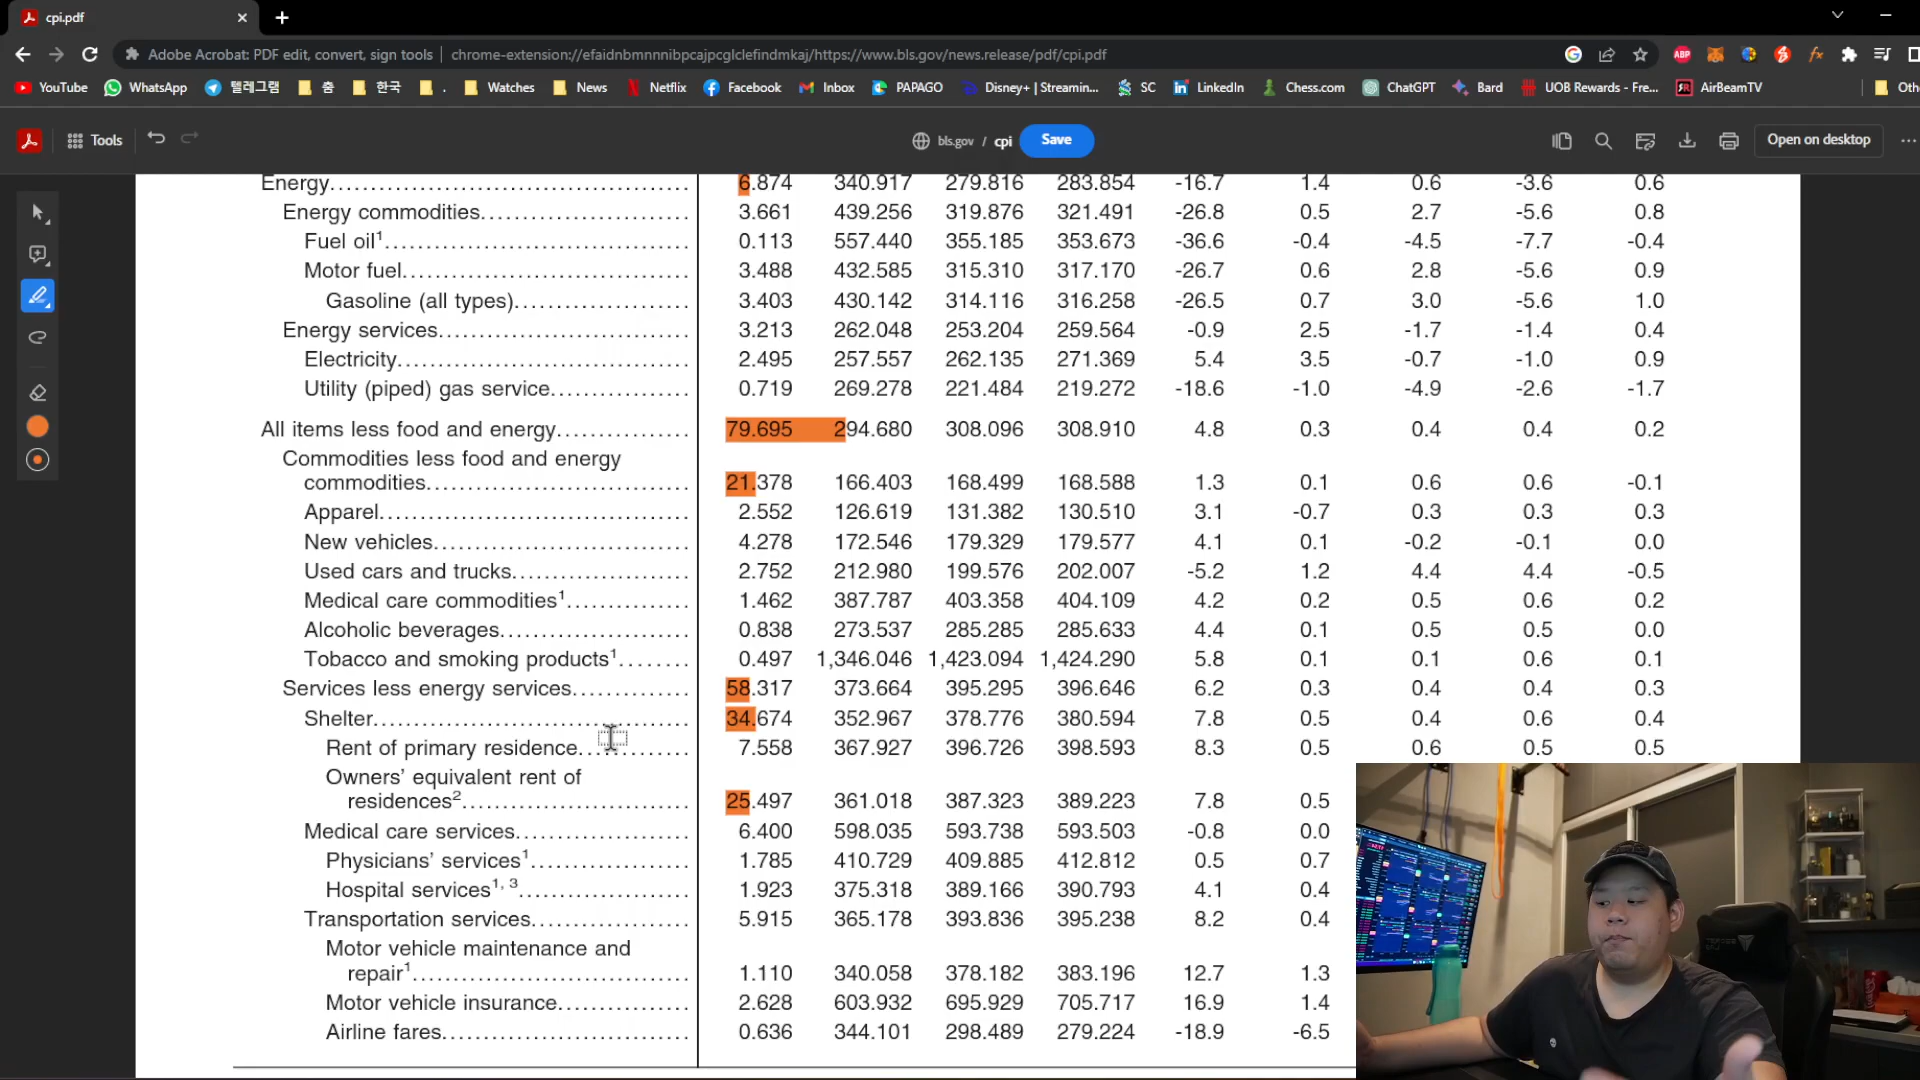 cpi.pdf
Adobe Acrobat: PDF edit, convert, sign tools | chrome-extension://efaidnbmnnnibpcajpcglclefindmkaj/https://www.bls.gov/news.release/pdf/cpi.pdf
YouTube WhatsApp 텔레그램 춤 한국 . Watches News Netflix Facebook Inbox PAPAGO Disney+ | Streamin... SC LinkedIn Chess.com ChatGPT Bard UOB Rewards - Fre... AirBeamTV Oth
Tools bls.gov / cpi Save Open on desktop
Energy 6.874 340.917 279.816 283.854 -16.7 1.4 0.6 -3.6 0.6
Energy commodities 3.661 439.256 319.876 321.491 -26.8 0.5 2.7 -5.6 0.8
Fuel oil¹ 0.113 557.440 355.185 353.673 -36.6 -0.4 -4.5 -7.7 -0.4
Motor fuel 3.488 432.585 315.310 317.170 -26.7 0.6 2.8 -5.6 0.9
Gasoline (all types) 3.403 430.142 314.116 316.258 -26.5 0.7 3.0 -5.6 1.0
Energy services 3.213 262.048 253.204 259.564 -0.9 2.5 -1.7 -1.4 0.4
Electricity 2.495 257.557 262.135 271.369 5.4 3.5 -0.7 -1.0 0.9
Utility (piped) gas service 0.719 269.278 221.484 219.272 -18.6 -1.0 -4.9 -2.6 -1.7
All items less food and energy 79.695 294.680 308.096 308.910 4.8 0.3 0.4 0.4 0.2
Commodities less food and energy
commodities 21.378 166.403 168.499 168.588 1.3 0.1 0.6 0.6 -0.1
Apparel 2.552 126.619 131.382 130.510 3.1 -0.7 0.3 0.3 0.3
New vehicles 4.278 172.546 179.329 179.577 4.1 0.1 -0.2 -0.1 0.0
Used cars and trucks 2.752 212.980 199.576 202.007 -5.2 1.2 4.4 4.4 -0.5
Medical care commodities¹ 1.462 387.787 403.358 404.109 4.2 0.2 0.5 0.6 0.2
Alcoholic beverages 0.838 273.537 285.285 285.633 4.4 0.1 0.5 0.5 0.0
Tobacco and smoking products¹ 0.497 1,346.046 1,423.094 1,424.290 5.8 0.1 0.1 0.6 0.1
Services less energy services 58.317 373.664 395.295 396.646 6.2 0.3 0.4 0.4 0.3
Shelter 34.674 352.967 378.776 380.594 7.8 0.5 0.4 0.6 0.4
Rent of primary residence 7.558 367.927 396.726 398.593 8.3 0.5 0.6 0.5 0.5
Owners' equivalent rent of
residences² 25.497 361.018 387.323 389.223 7.8 0.5
Medical care services 6.400 598.035 593.738 593.503 -0.8 0.0
Physicians' services¹ 1.785 410.729 409.885 412.812 0.5 0.7
Hospital services¹, ³ 1.923 375.318 389.166 390.793 4.1 0.4
Transportation services 5.915 365.178 393.836 395.238 8.2 0.4
Motor vehicle maintenance and
repair¹ 1.110 340.058 378.182 383.196 12.7 1.3
Motor vehicle insurance 2.628 603.932 695.929 705.717 16.9 1.4
Airline fares 0.636 344.101 298.489 279.224 -18.9 -6.5